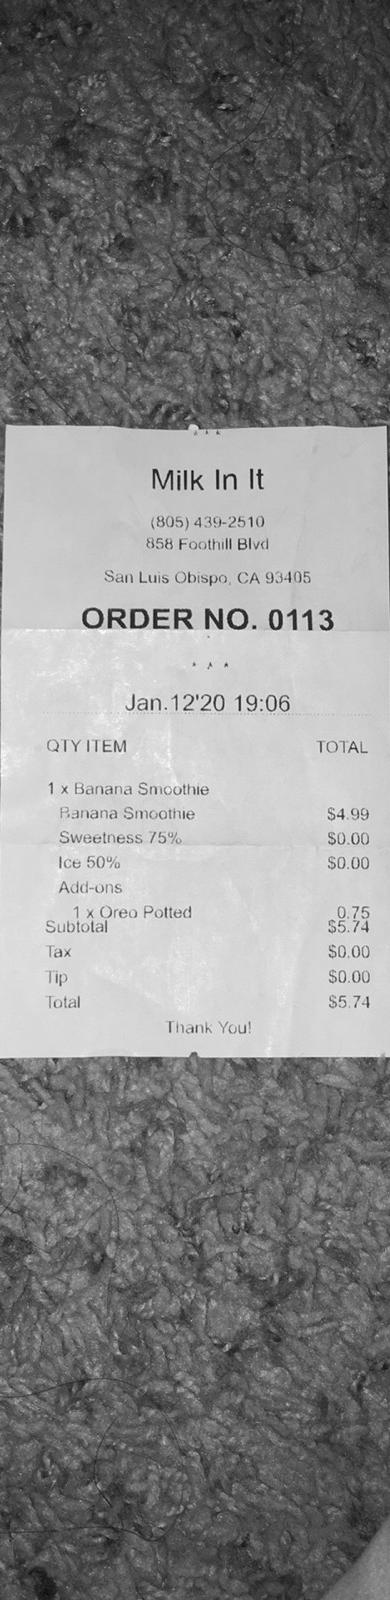 Milk In It
(805) 439-2510
858 Foothill Blvd
San Luis Obispo, CA 93405
ORDER NO. 0113
* * *
Jan.12'20 19:06
QTY ITEM TOTAL
1 x Banana Smoothie
Banana Smoothie $4.99
Sweetness 75% $0.00
Ice 50% $0.00
Add-ons
1 x Oreo Potted 0.75
Subtotal $5.74
Tax $0.00
Tip $0.00
Total $5.74
Thank You!